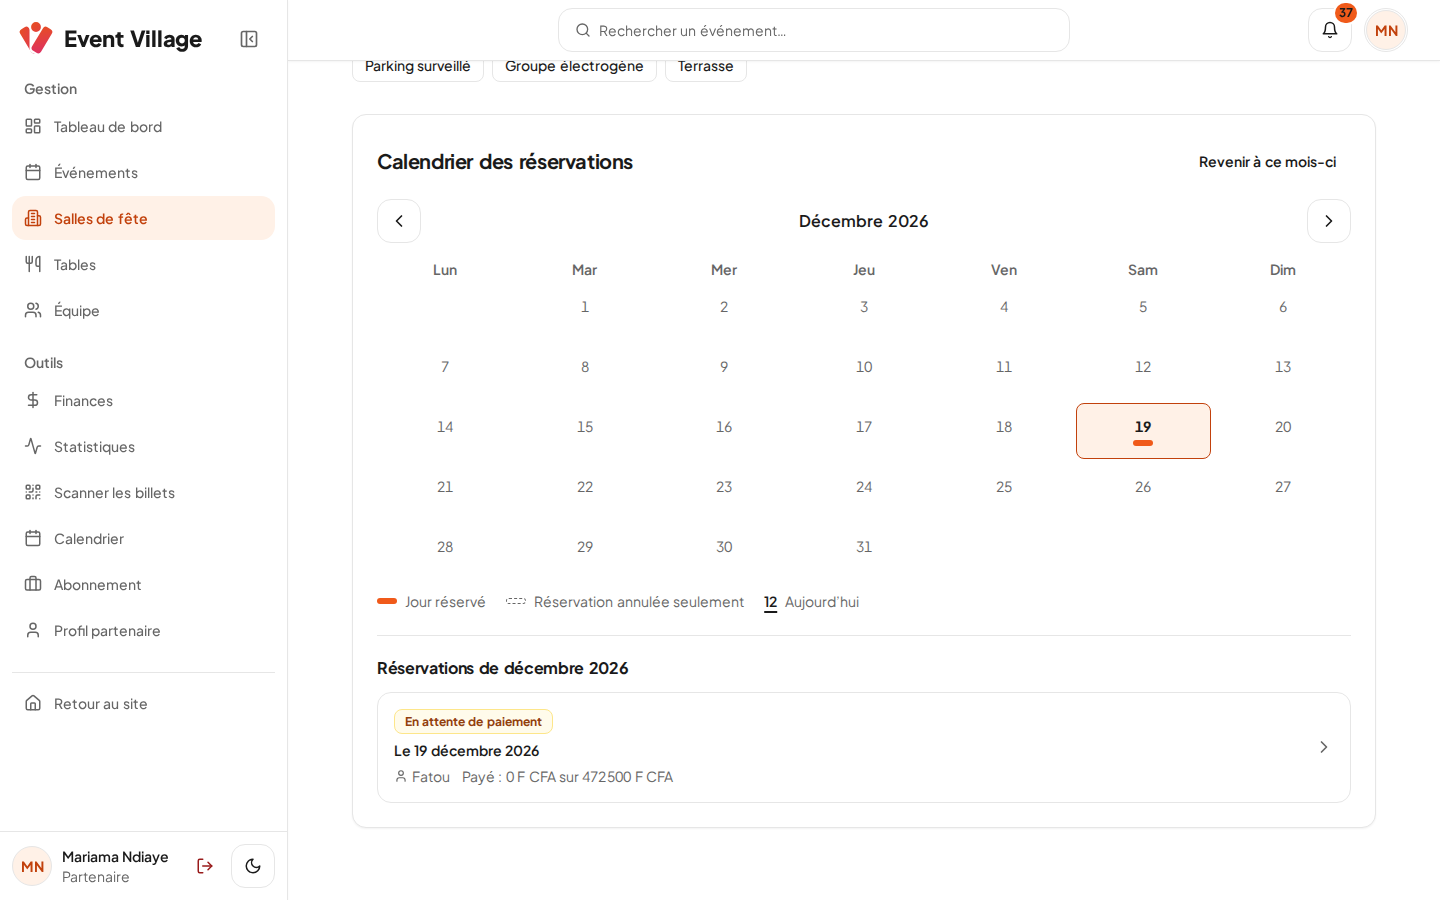 Event Village
Rechercher un événement...
37
MN
Gestion
Tableau de bord
Événements
Salles de fête
Tables
Équipe
Outils
Finances
Statistiques
Scanner les billets
Calendrier
Abonnement
Profil partenaire
Retour au site
MN
Mariama Ndiaye
Partenaire
Parking surveillé
Groupe électrogène
Terrasse
Calendrier des réservations
Revenir à ce mois-ci
Décembre 2026
Lun Mar Mer Jeu Ven Sam Dim
1 2 3 4 5 6
7 8 9 10 11 12 13
14 15 16 17 18 19 20
21 22 23 24 25 26 27
28 29 30 31
Jour réservé Réservation annulée seulement 12 Aujourd'hui
Réservations de décembre 2026
En attente de paiement
Le 19 décembre 2026
Fatou Payé : 0 F CFA sur 472 500 F CFA